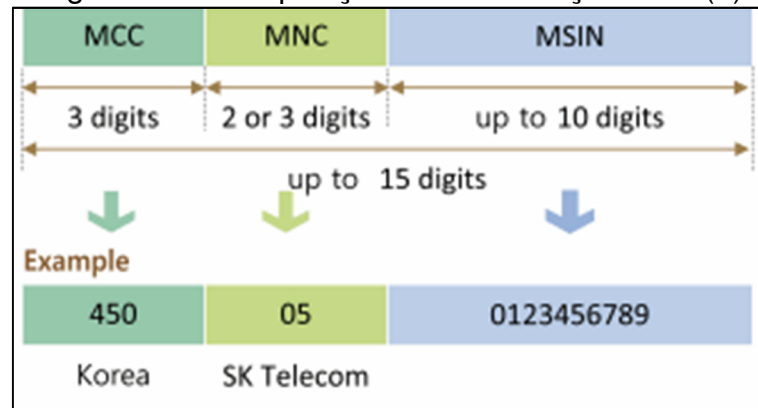 MCC MNC MSIN
3 digits 2 or 3 digits up to 10 digits
up to 15 digits
Example
450 05 0123456789
Korea SK Telecom